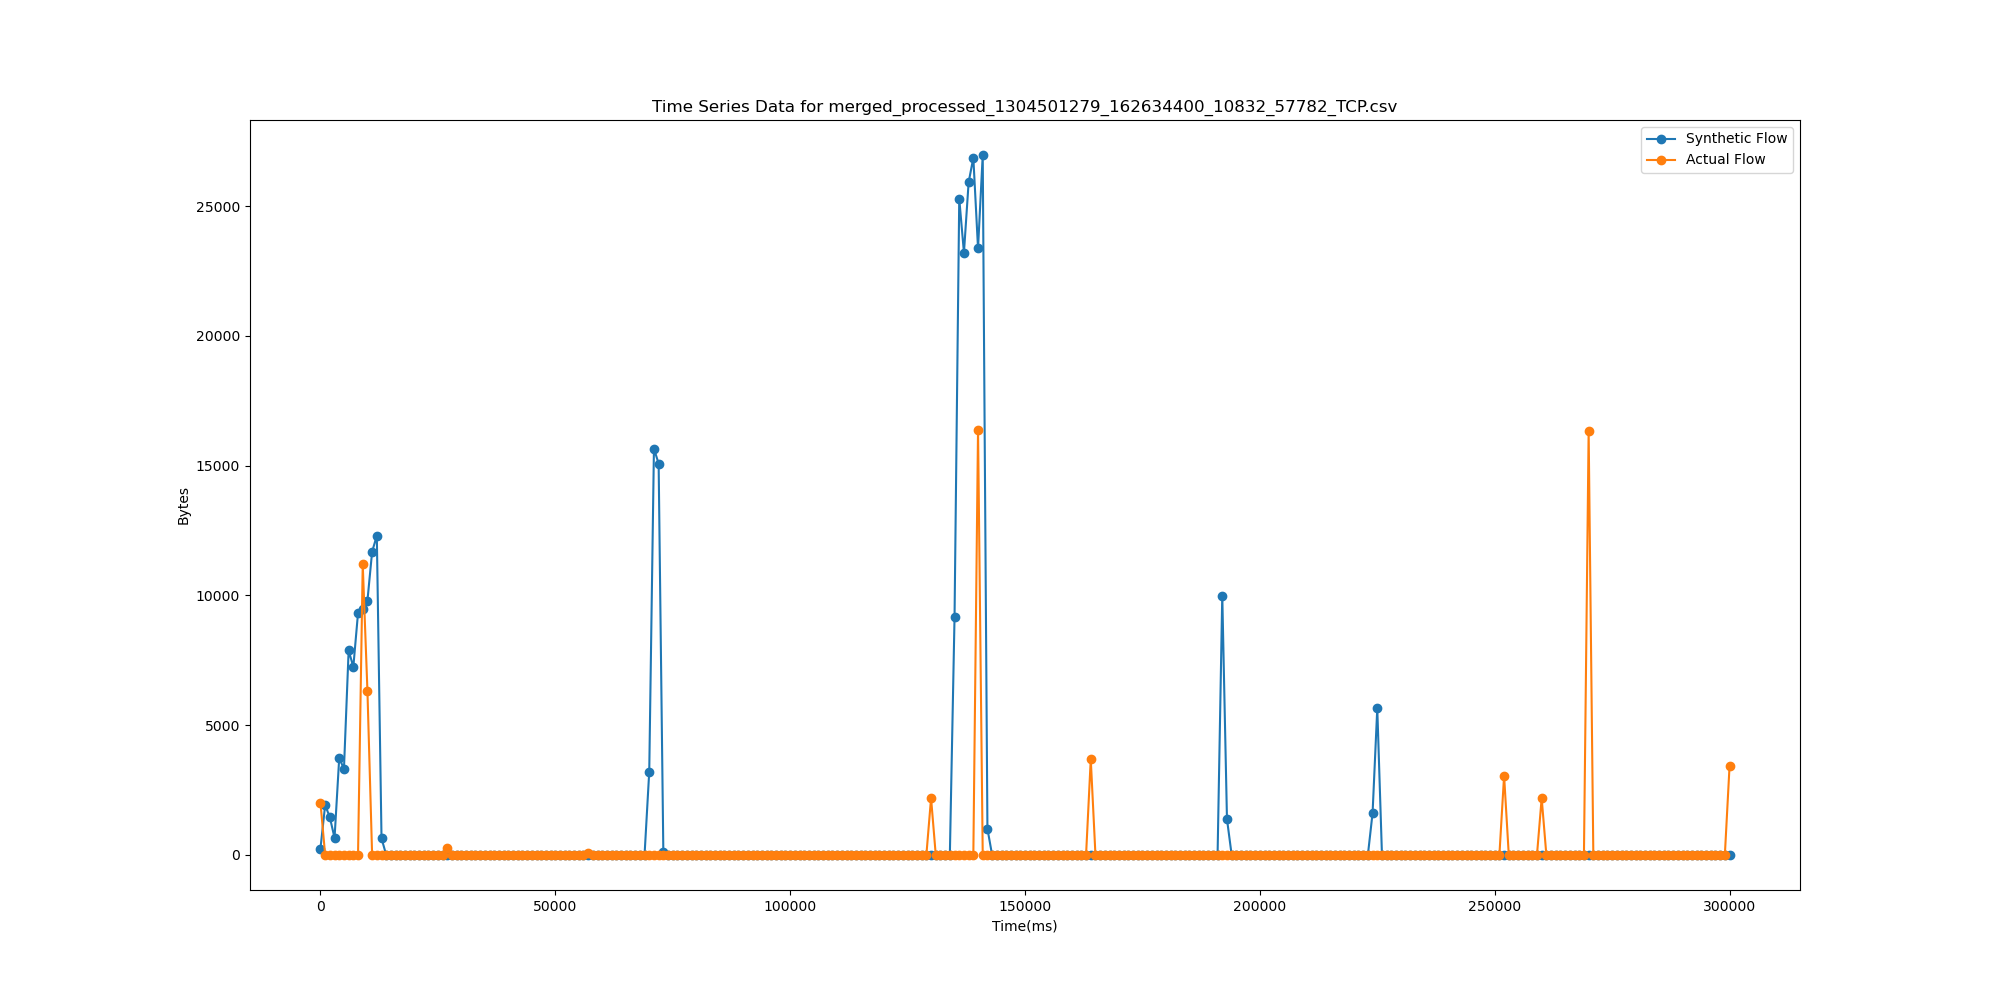 Time Series Data for merged_processed_1304501279_162634400_10832_57782_TCP.csv
Synthetic Flow
Actual Flow
Bytes
25000
20000
15000
10000
5000
0
0
50000
100000
150000
200000
250000
300000
Time(ms)